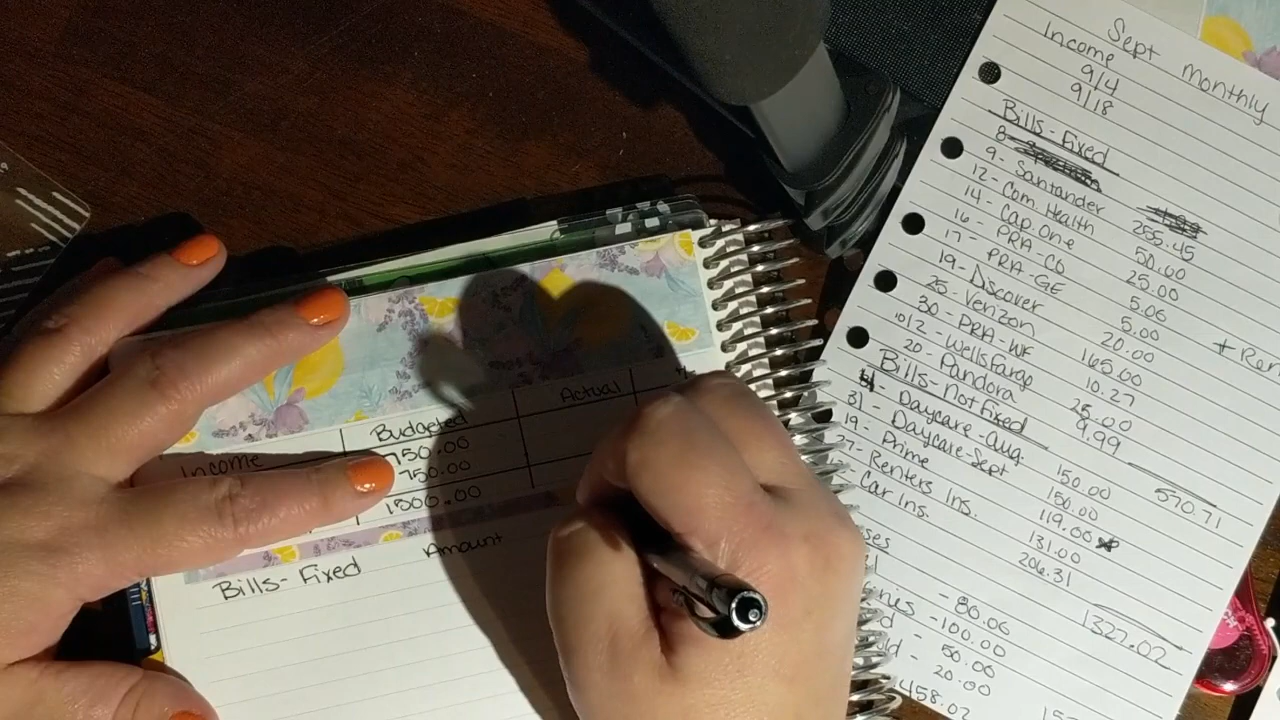 Budgeted Actual
Income 750.00
750.00
1500.00
Bills- Fixed Amount
Sept Monthly
Income
9/4
9/18
Bills- Fixed
8-
9- Santander 255.45
12- Com. Health 50.00
14- Cap. One 25.00
16- PRA-CO 5.06
17- PRA-GE 5.00
19- Discover 20.00
25- Verizon 165.00
30- PRA-WF 10.27
10/2- Wells Fargo 25.00
20- Pandora 9.99
570.71
Bills- Not Fixed
- Daycare-Aug. 150.00
31 - Daycare-Sept 150.00
19- Prime 119.00
7- Renters Ins. 131.00
Car Ins. 206.31
1327.02
-80.00
-100.00
- 50.00
- 20.00
1458.02